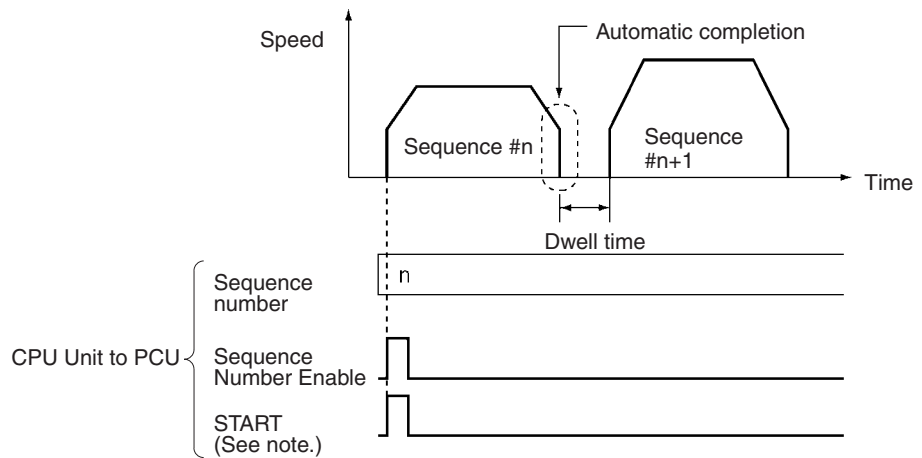 Speed
Automatic completion
Sequence #n
Sequence
#n+1
Time
Dwell time
Sequence
number
n
CPU Unit to PCU
Sequence
Number Enable
START
(See note.)